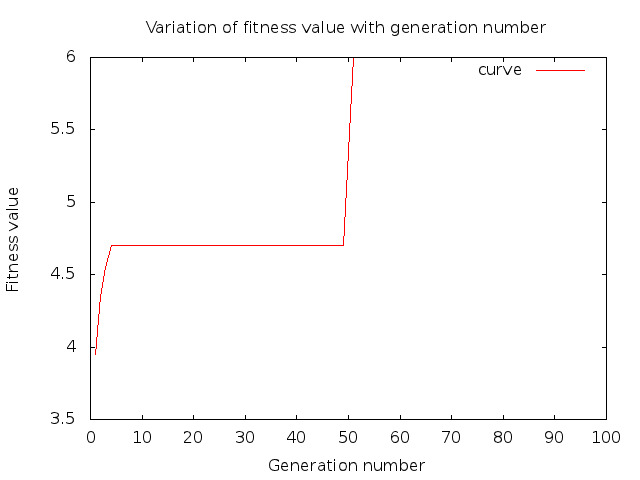 Variation of fitness value with generation number
curve
6
5.5
5
4.5
4
3.5
Fitness value
0 10 20 30 40 50 60 70 80 90 100
Generation number